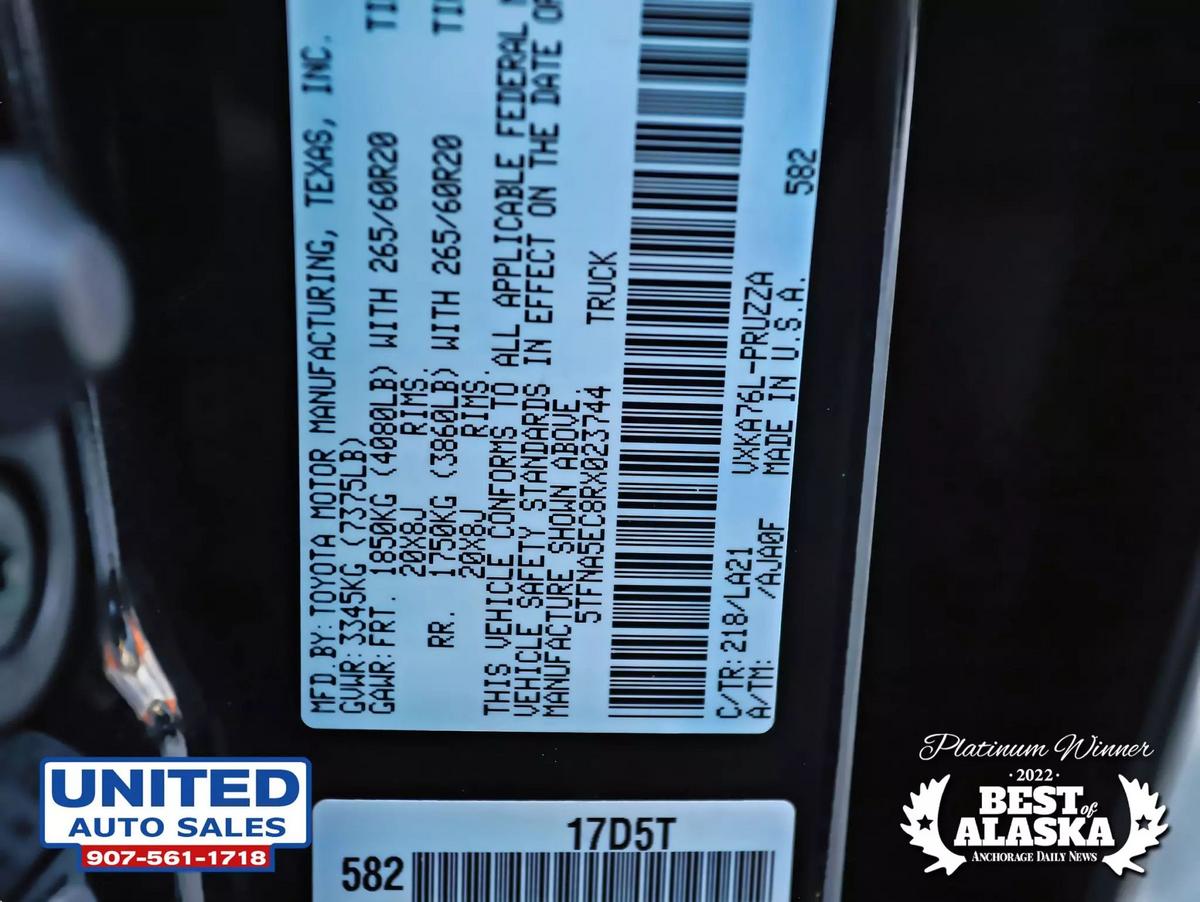 MFD.BY:TOYOTA MOTOR MANUFACTURING, TEXAS, INC.
GVWR:3345KG (7375LB)
GAWR:FRT. 1850KG (4080LB) WITH 265/60R20
20X8J RIMS.
RR. 1750KG (3860LB) WITH 265/60R20
20X8J RIMS.
THIS VEHICLE CONFORMS TO ALL APPLICABLE FEDERAL
VEHICLE SAFETY STANDARDS IN EFFECT ON THE DATE OF
MANUFACTURE SHOWN ABOVE.
5TFNA5EC8RX023744 TRUCK
C/TR:218/LA21 VXKA76L-PRUZZA
A/TM: /AJA0F MADE IN U.S.A. 582
17D5T
582
UNITED
AUTO SALES
907-561-1718
Platinum Winner
·2022·
BEST of
ALASKA
ANCHORAGE DAILY NEWS